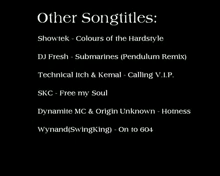 Other Songtitles:
Showtek - Colours of the Hardstyle
DJ Fresh - Submarines (Pendulum Remix)
Technical Itch & Kemal - Calling V.I.P.
SKC - Free my Soul
Dynamite MC & Origin Unknown - Hotness
Wynand(SwingKing) - On to 604